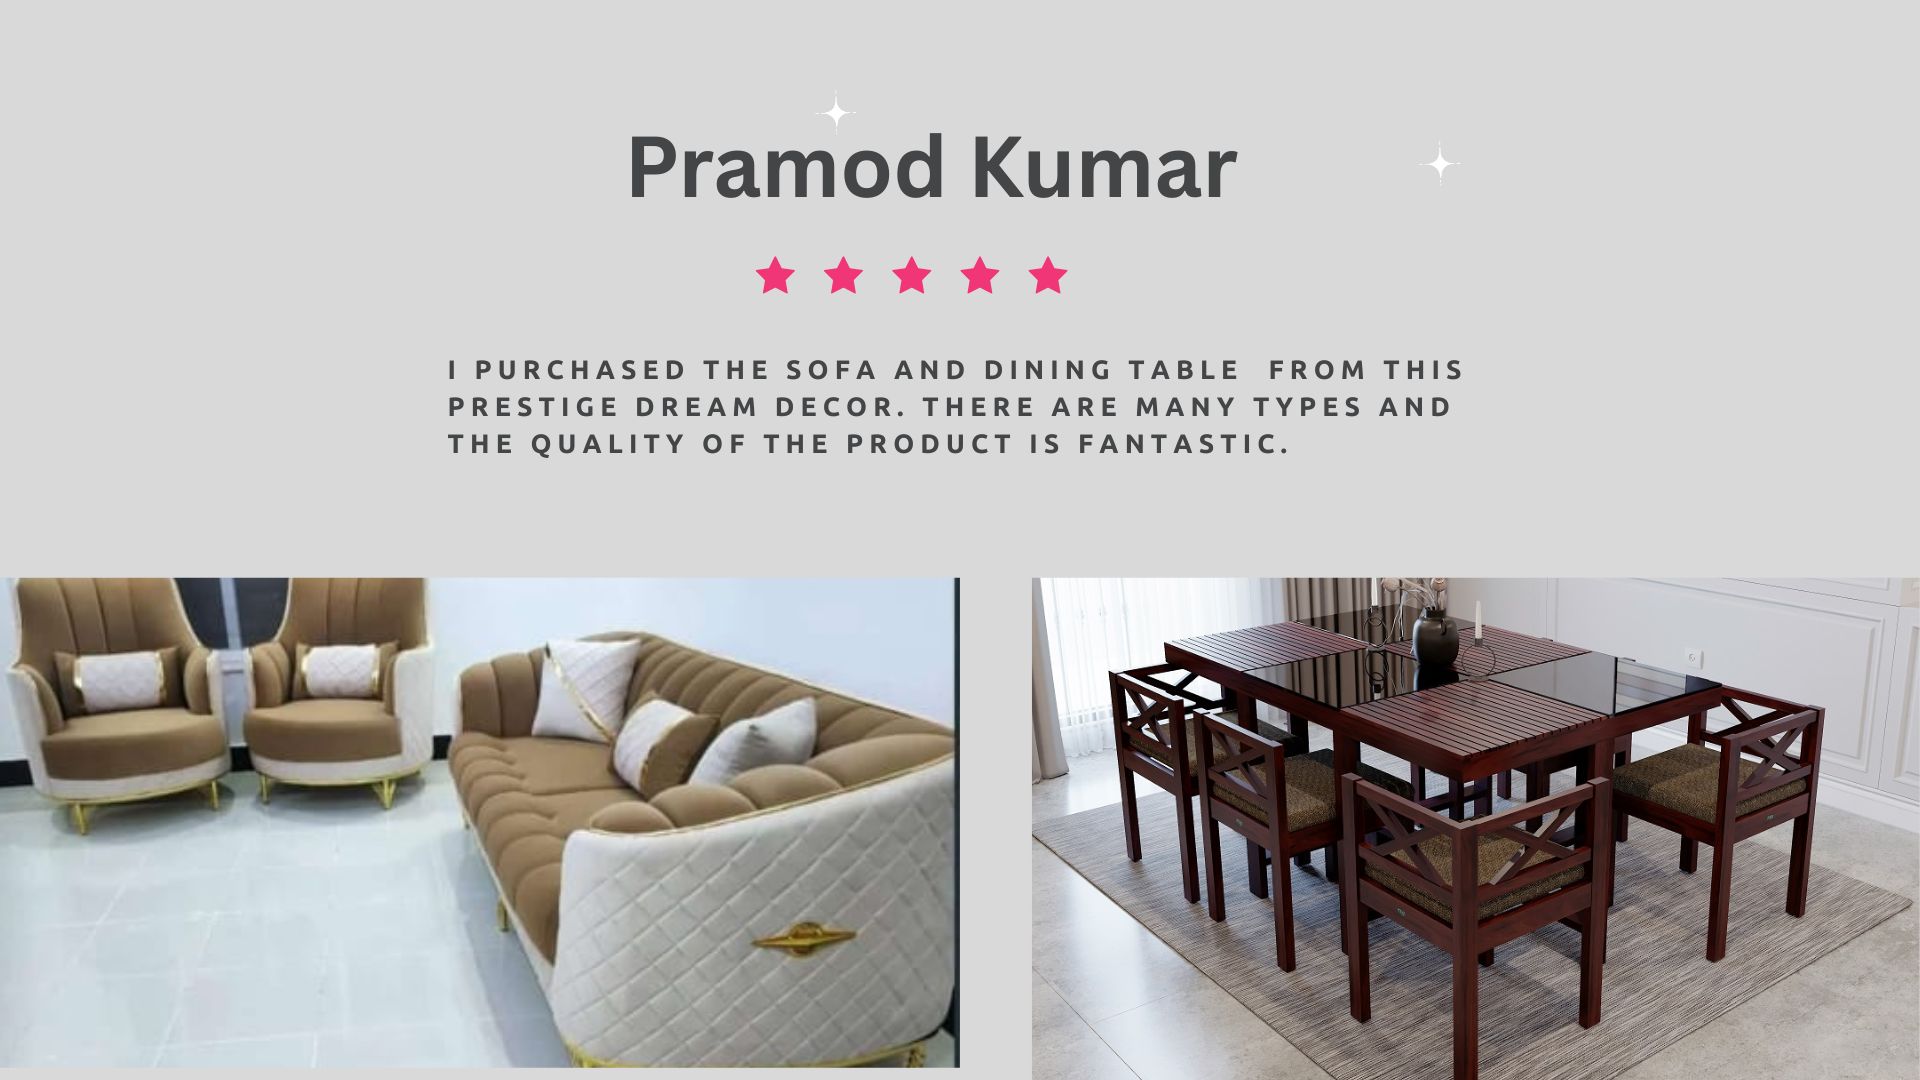 Pramod Kumar
I PURCHASED THE SOFA AND DINING TABLE  FROM THIS
PRESTIGE DREAM DECOR. THERE ARE MANY TYPES AND
THE QUALITY OF THE PRODUCT IS FANTASTIC.